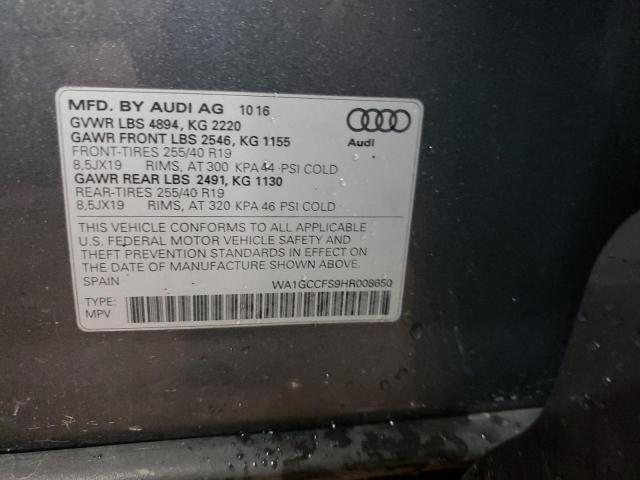 MFD. BY AUDI AG 10 16
GVWR LBS 4894, KG 2220
GAWR FRONT LBS 2546, KG 1155
FRONT-TIRES 255/40 R19
8,5JX19 RIMS, AT 300 KPA 44 PSI COLD
GAWR REAR LBS 2491, KG 1130
REAR-TIRES 255/40 R19
8,5JX19 RIMS, AT 320 KPA 46 PSI COLD
Audi
THIS VEHICLE CONFORMS TO ALL APPLICABLE
U.S. FEDERAL MOTOR VEHICLE SAFETY AND
THEFT PREVENTION STANDARDS IN EFFECT ON
THE DATE OF MANUFACTURE SHOWN ABOVE.
SPAIN WA1GCCFS9HR008650
TYPE:
MPV